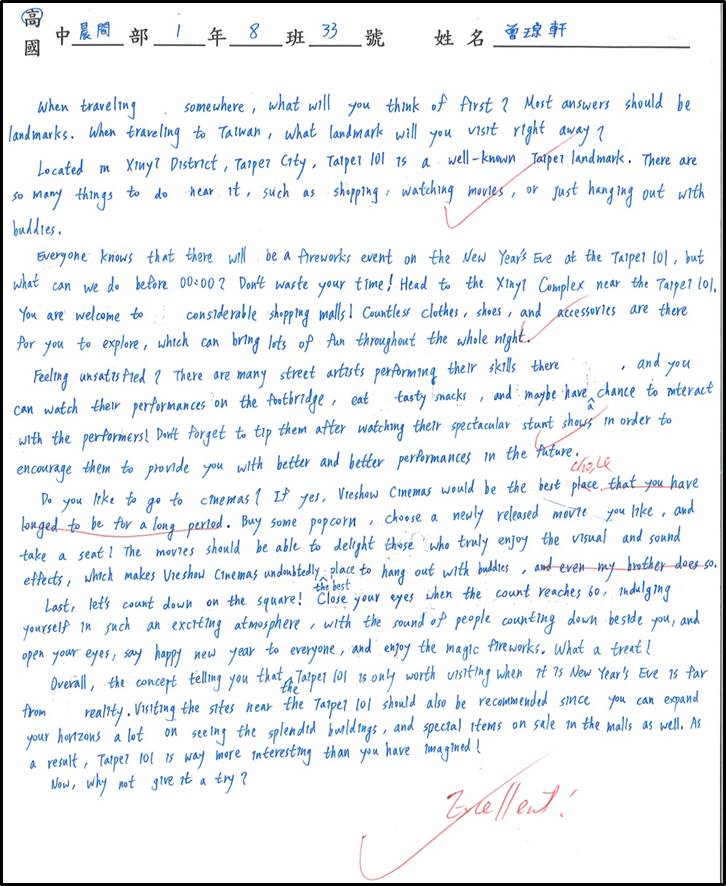 高
國 中 晨間 部 1 年 8 班 33 號 姓 名 曾琼軒
When traveling somewhere, what will you think of first? Most answers should be
landmarks. When traveling to Taiwan, what landmark will you visit right away?
Located in Xinyi District, Taipei City, Taipei 101 is a well-known Taipei landmark. There are
so many things to do near it, such as shopping, watching movies, or just hanging out with
buddies.
Everyone knows that there will be a fireworks event on the New Year's Eve at the Taipei 101, but
what can we do before 00:00? Don't waste your time! Head to the Xinyi Complex near the Taipei 101.
You are welcome to considerable shopping malls! Countless clothes, shoes, and accessories are there
for you to explore, which can bring lots of fun throughout the whole night.
Feeling unsatisfied? There are many street artists performing their skills there , and you
can watch their performances on the footbridge, eat tasty snacks, and maybe have a chance to interact
with the performers! Don't forget to tip them after watching their spectacular stunt shows in order to
encourage them to provide you with better and better performances in the future.
choice
Do you like to go to cinemas? If yes, Vieshow Cinemas would be the best place that you have
longed to be for a long period. Buy some popcorn, choose a newly released movie you like, and
take a seat! The movies should be able to delight those who truly enjoy the visual and sound
effects, which makes Vieshow Cinemas undoubtedly the best place to hang out with buddies, and even my brother does so.
Last, let's count down on the square! Close your eyes when the count reaches 60, indulging
yourself in such an exciting atmosphere, with the sound of people counting down beside you, and
open your eyes, say happy new year to everyone, and enjoy the magic fireworks. What a treat!
Overall, the concept telling you that the Taipei 101 is only worth visiting when it is New Year's Eve is far
from reality. Visiting the sites near the Taipei 101 should also be recommended since you can expand
your horizons a lot on seeing the splendid buildings, and special items on sale in the malls as well. As
a result, Taipei 101 is way more interesting than you have imagined!
Now, why not give it a try?
Excellent!